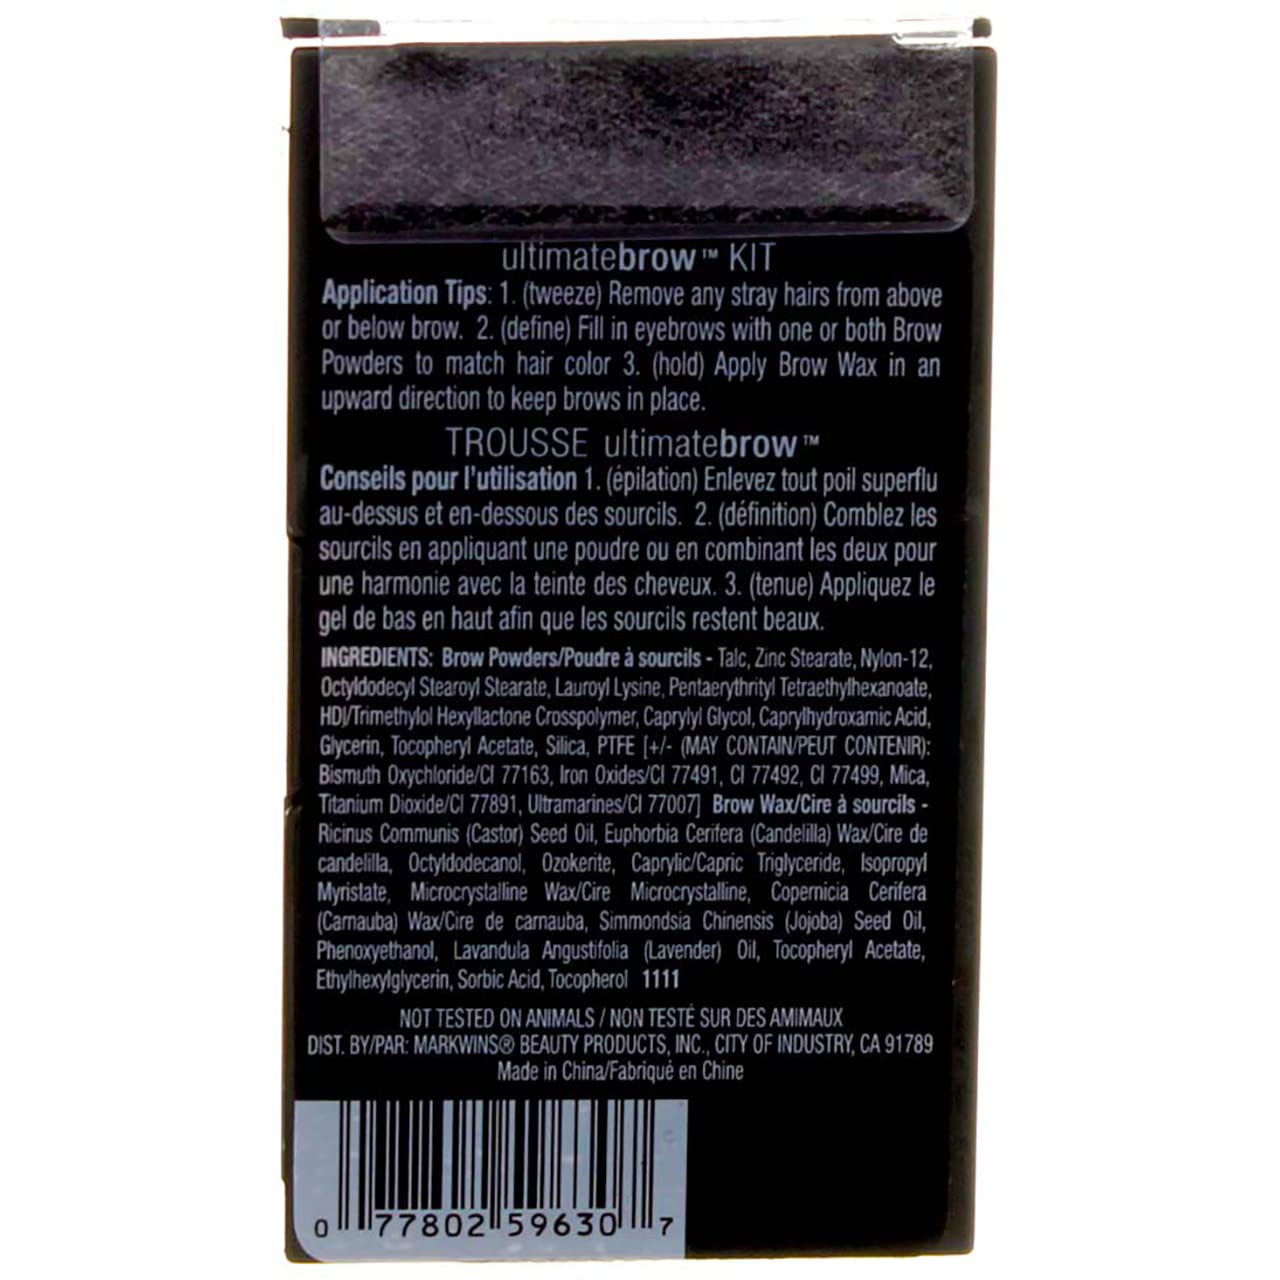 ultimatebrow™ KIT
Application Tips: 1. (tweeze) Remove any stray hairs from above
or below brow. 2. (define) Fill in eyebrows with one or both Brow
Powders to match hair color 3. (hold) Apply Brow Wax in an
upward direction to keep brows in place.
TROUSSE ultimatebrow™
Conseils pour l'utilisation 1. (épilation) Enlevez tout poil superflu
au-dessus et en-dessous des sourcils. 2. (définition) Comblez les
sourcils en appliquant une poudre ou en combinant les deux pour
une harmonie avec la teinte des cheveux. 3. (tenue) Appliquez le
gel de bas en haut afin que les sourcils restent beaux.
INGREDIENTS: Brow Powders/Poudre à sourcils - Talc, Zinc Stearate, Nylon-12,
Octyldodecyl Stearoyl Stearate, Lauroyl Lysine, Pentaerythrityl Tetraethylhexanoate,
HDI/Trimethylol Hexyllactone Crosspolymer, Caprylyl Glycol, Caprylhydroxamic Acid,
Glycerin, Tocopheryl Acetate, Silica, PTFE [+/- (MAY CONTAIN/PEUT CONTENIR):
Bismuth Oxychloride/CI 77163, Iron Oxides/CI 77491, CI 77492, CI 77499, Mica,
Titanium Dioxide/CI 77891, Ultramarines/CI 77007] Brow Wax/Cire à sourcils -
Ricinus Communis (Castor) Seed Oil, Euphorbia Cerifera (Candelilla) Wax/Cire de
candelilla, Octyldodecanol, Ozokerite, Caprylic/Capric Triglyceride, Isopropyl
Myristate, Microcrystalline Wax/Cire Microcrystalline, Copernicia Cerifera
(Carnauba) Wax/Cire de carnauba, Simmondsia Chinensis (Jojoba) Seed Oil,
Phenoxyethanol, Lavandula Angustifolia (Lavender) Oil, Tocopheryl Acetate,
Ethylhexylglycerin, Sorbic Acid, Tocopherol 1111
NOT TESTED ON ANIMALS / NON TESTÉ SUR DES AMIMAUX
DIST. BY/PAR: MARKWINS® BEAUTY PRODUCTS, INC., CITY OF INDUSTRY, CA 91789
Made in China/Fabriqué en Chine
0 77802 59630 7